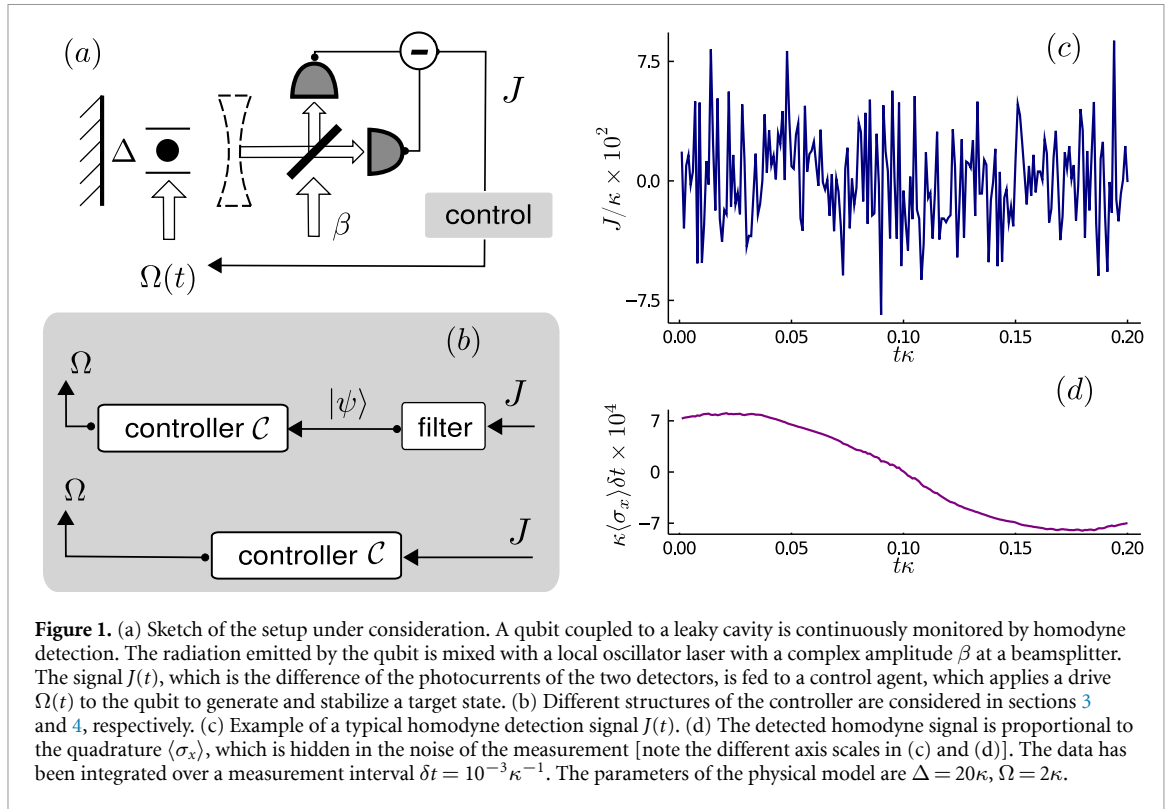 (a)
Δ
β
Ω(t)
J
control
(b)
Ω
controller 𝒞
|ψ⟩
filter
J
Ω
controller 𝒞
J
(c)
J/κ × 10²
7.5
0.0
−7.5
0.00 0.05 0.10 0.15 0.20
tκ
(d)
κ⟨σₓ⟩δt × 10⁴
7
0
−7
0.00 0.05 0.10 0.15 0.20
tκ
Figure 1. (a) Sketch of the setup under consideration. A qubit coupled to a leaky cavity is continuously monitored by homodyne
detection. The radiation emitted by the qubit is mixed with a local oscillator laser with a complex amplitude β at a beamsplitter.
The signal J(t), which is the difference of the photocurrents of the two detectors, is fed to a control agent, which applies a drive
Ω(t) to the qubit to generate and stabilize a target state. (b) Different structures of the controller are considered in sections 3
and 4, respectively. (c) Example of a typical homodyne detection signal J(t). (d) The detected homodyne signal is proportional to
the quadrature ⟨σₓ⟩, which is hidden in the noise of the measurement [note the different axis scales in (c) and (d)]. The data has
been integrated over a measurement interval δt = 10⁻³κ⁻¹. The parameters of the physical model are Δ = 20κ, Ω = 2κ.